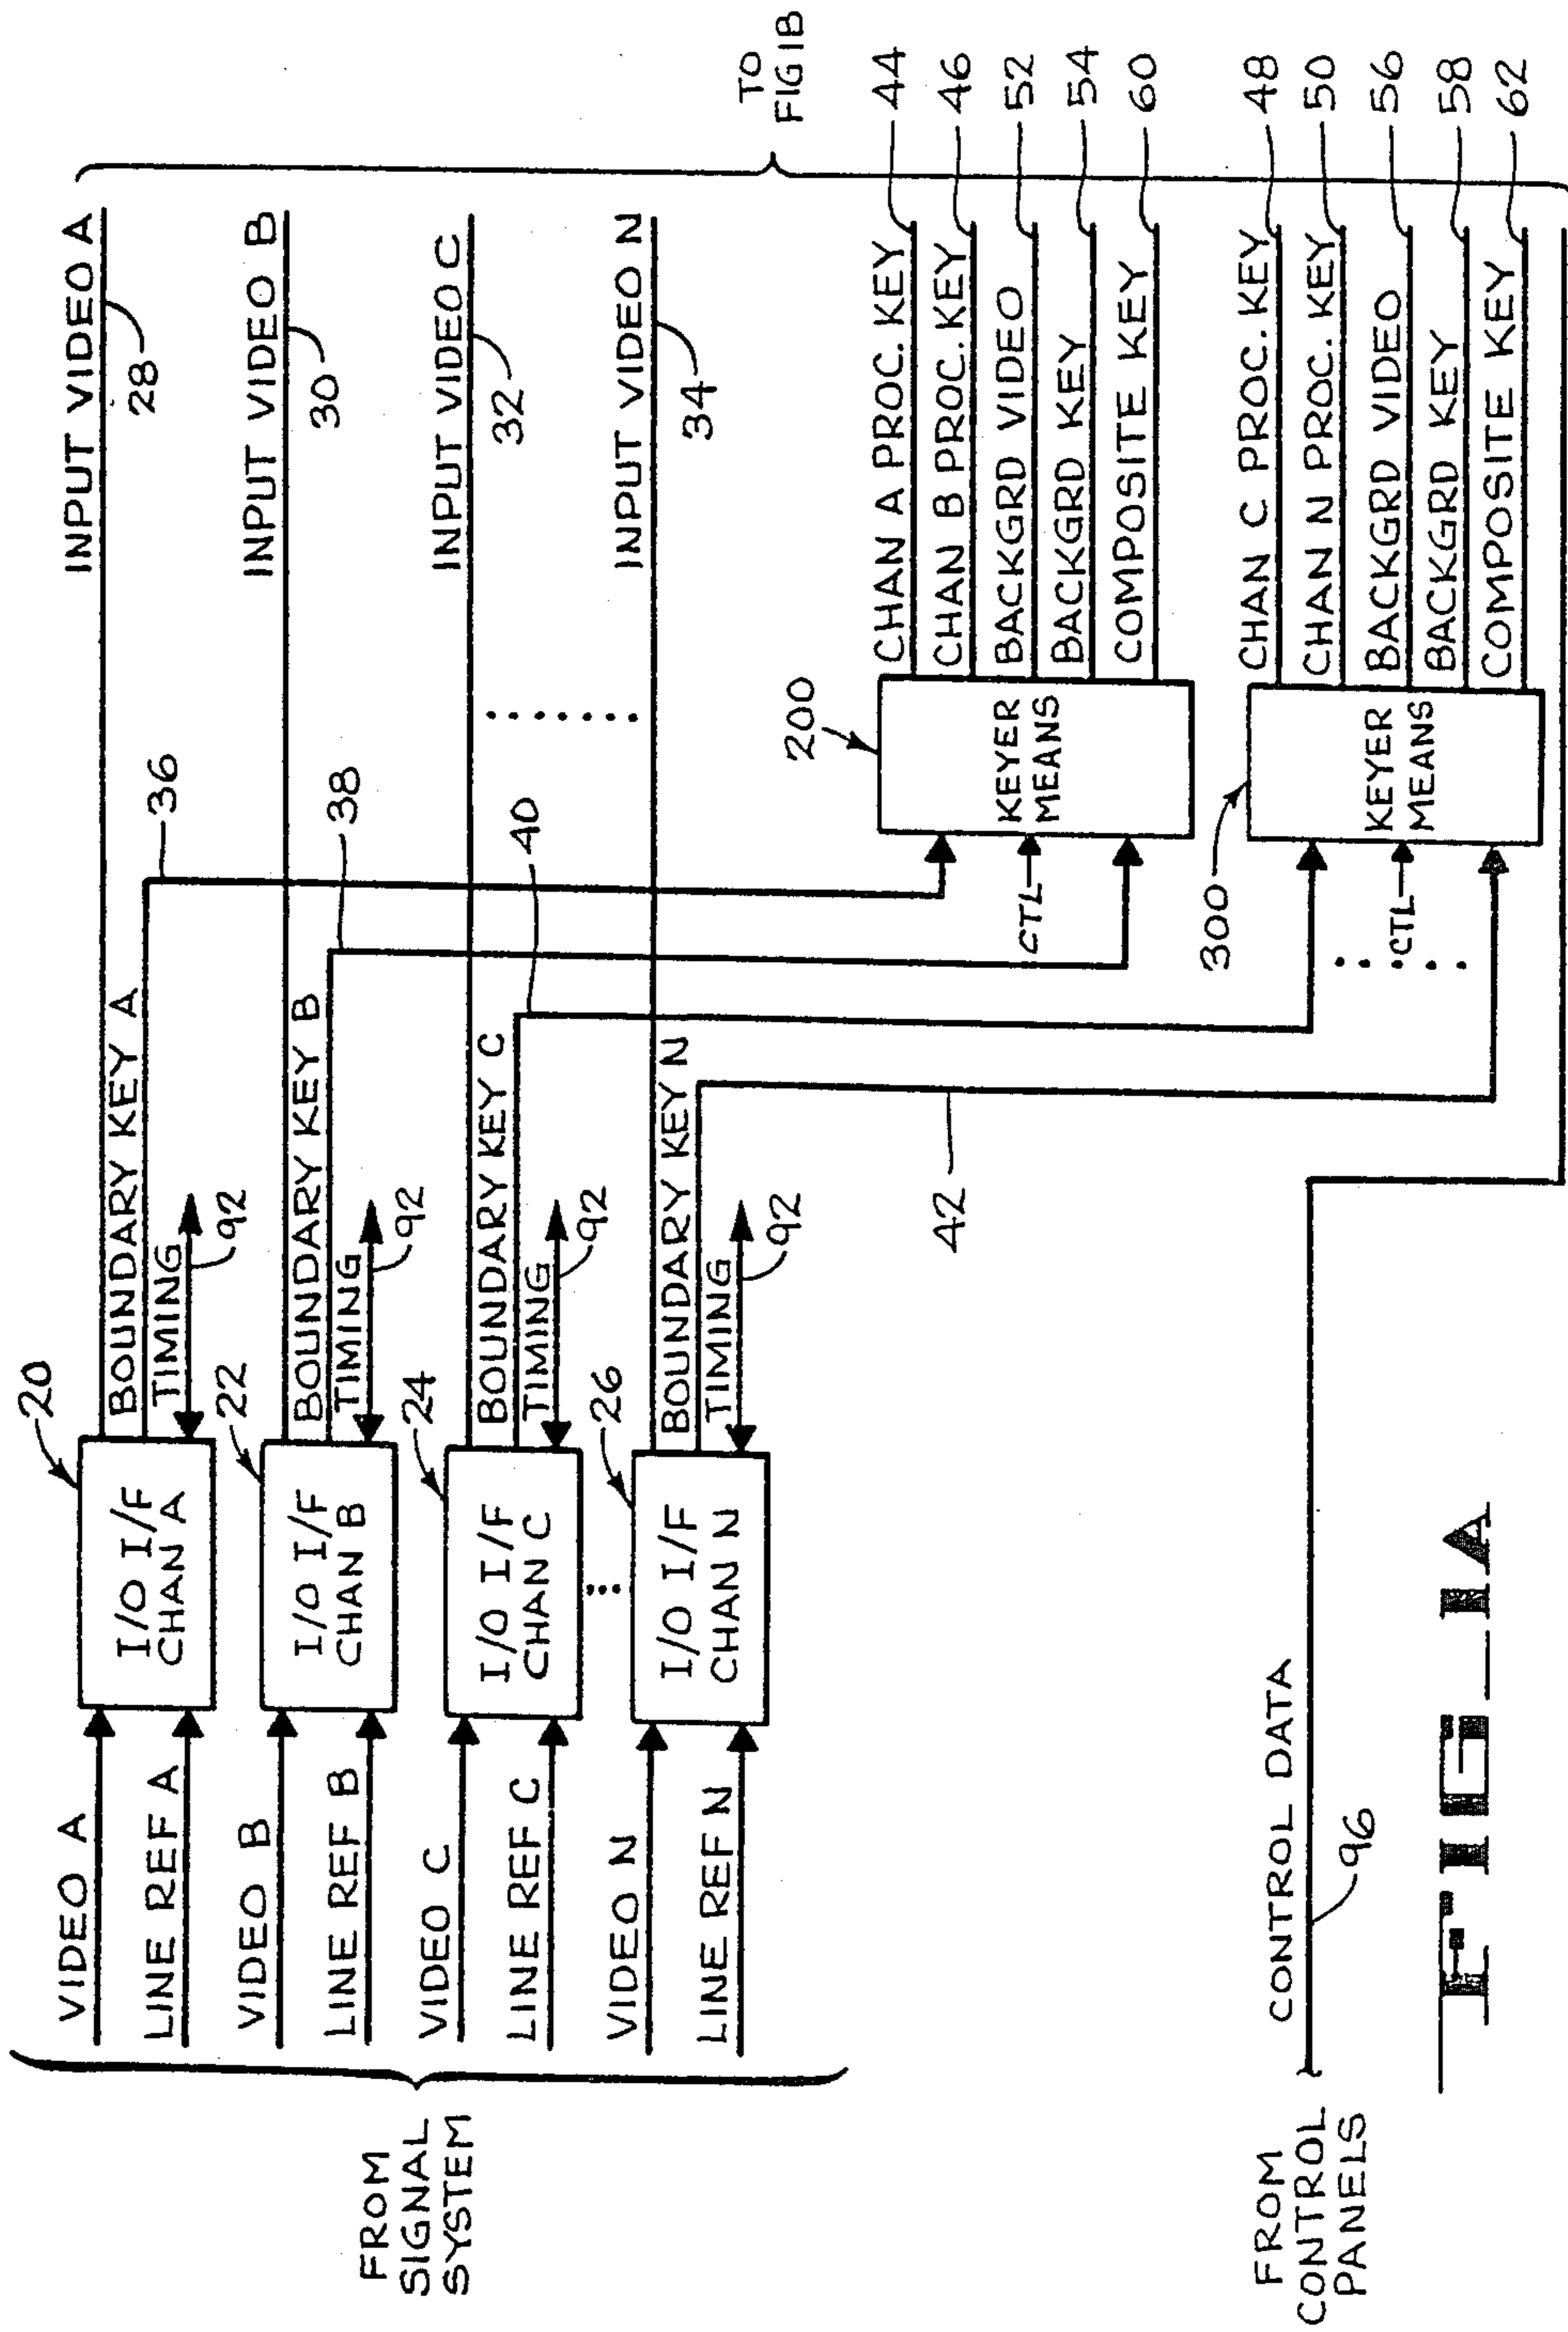 FROM
SIGNAL
SYSTEM
VIDEO A
LINE REF A
VIDEO B
LINE REF B
VIDEO C
LINE REF C
VIDEO N
LINE REF N
20
I/O I/F
CHAN A
22
I/O I/F
CHAN B
24
I/O I/F
CHAN C
26
I/O I/F
CHAN N
INPUT VIDEO A
28
BOUNDARY KEY A
36
TIMING
92
INPUT VIDEO B
30
BOUNDARY KEY B
38
TIMING
92
INPUT VIDEO C
32
BOUNDARY KEY C
40
TIMING
92
INPUT VIDEO N
34
BOUNDARY KEY N
42
TIMING
92
TO
FIG 1B
200
KEYER
MEANS
CTL
CHAN A PROC. KEY 44
CHAN B PROC. KEY 46
BACKGRD VIDEO 52
BACKGRD KEY 54
COMPOSITE KEY 60
300
KEYER
MEANS
CTL
CHAN C PROC. KEY 48
CHAN N PROC. KEY 50
BACKGRD VIDEO 56
BACKGRD KEY 58
COMPOSITE KEY 62
FROM
CONTROL
PANELS
CONTROL DATA
96
FIG_1A